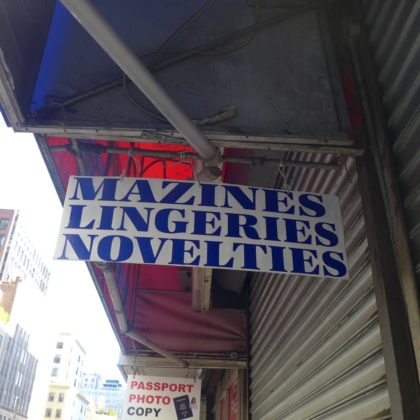 MAZINES
LINGERIES
NOVELTIES
PASSPORT
PHOTO
COPY